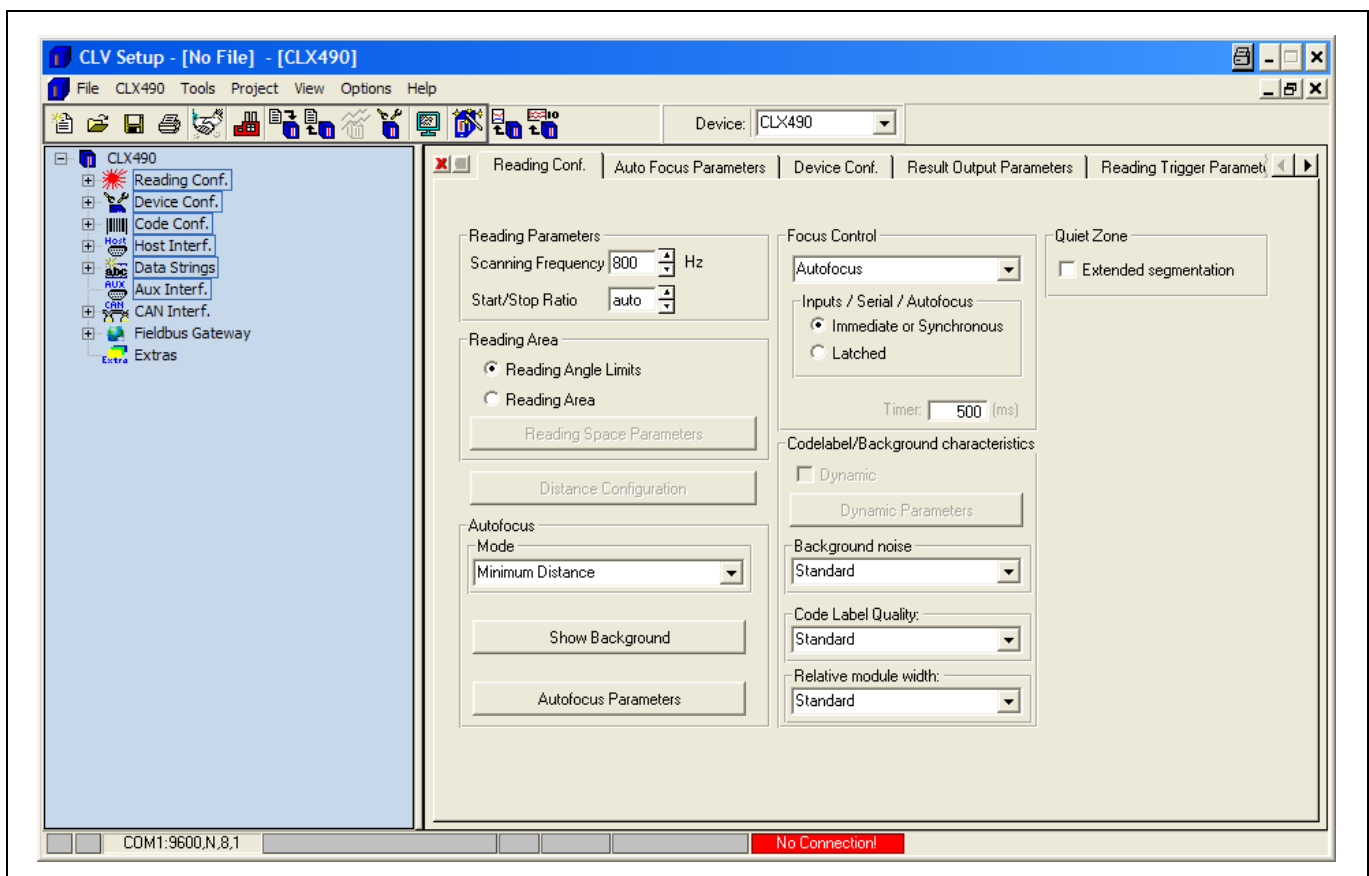 CLV Setup - [No File] - [CLX490]
File CLX490 Tools Project View Options Help
Device: CLX490
CLX490
Reading Conf.
Device Conf.
Code Conf.
Host Host Interf.
abc Data Strings
AUX Aux Interf.
CAN CAN Interf.
Fieldbus Gateway
Extra Extras
Reading Conf. Auto Focus Parameters Device Conf. Result Output Parameters Reading Trigger Paramet
Reading Parameters
Scanning Frequency 800 Hz
Start/Stop Ratio auto
Reading Area
Reading Angle Limits
Reading Area
Reading Space Parameters
Distance Configuration
Autofocus
Mode
Minimum Distance
Show Background
Autofocus Parameters
Focus Control
Autofocus
Inputs / Serial / Autofocus
Immediate or Synchronous
Latched
Timer: 500 (ms)
Codelabel/Background characteristics
Dynamic
Dynamic Parameters
Background noise
Standard
Code Label Quality:
Standard
Relative module width:
Standard
Quiet Zone
Extended segmentation
COM1:9600,N,8,1
No Connection!